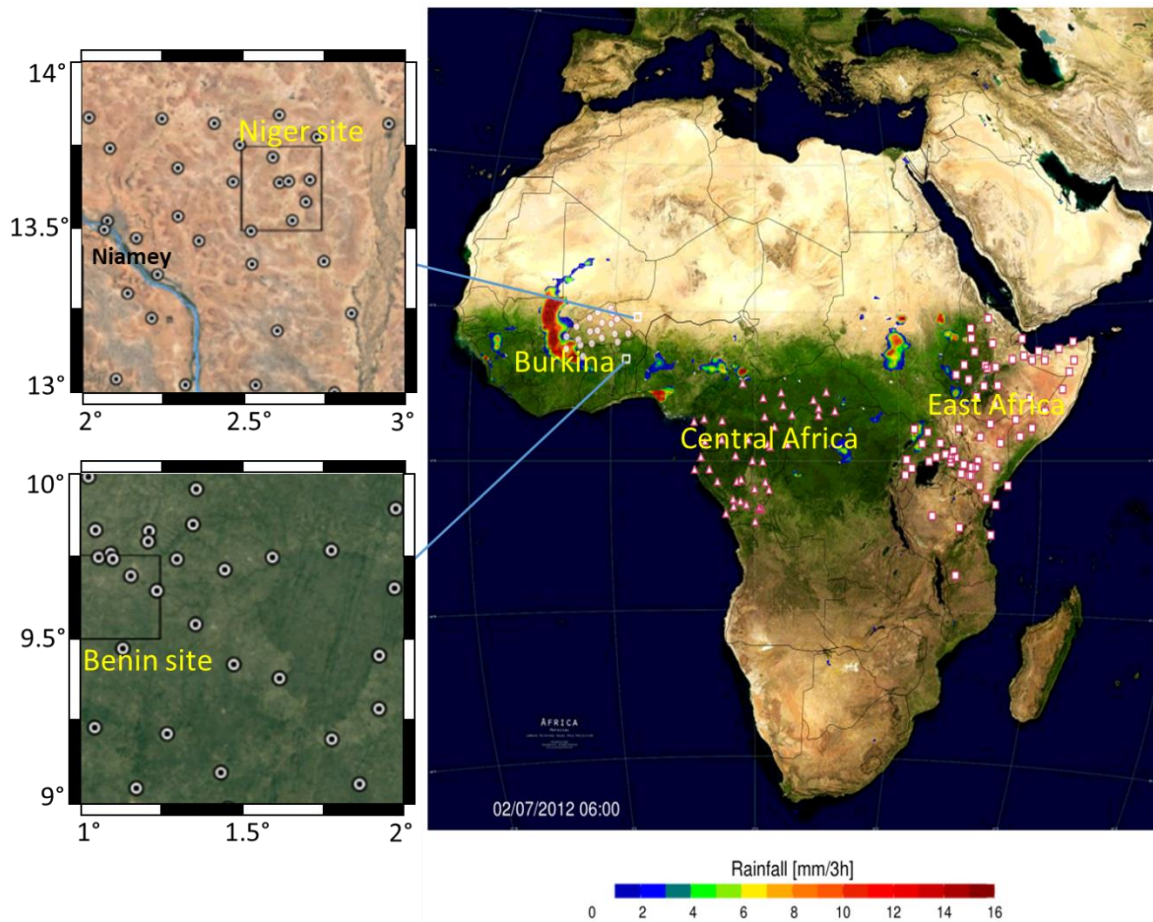 14°
Niger site
13.5°
Niamey
13°
2°
2.5°
3°
10°
9.5°
Benin site
9°
1°
1.5°
2°
Burkina
East Africa
Central Africa
AFRICA
02/07/2012 06:00
Rainfall [mm/3h]
0 2 4 6 8 10 12 14 16